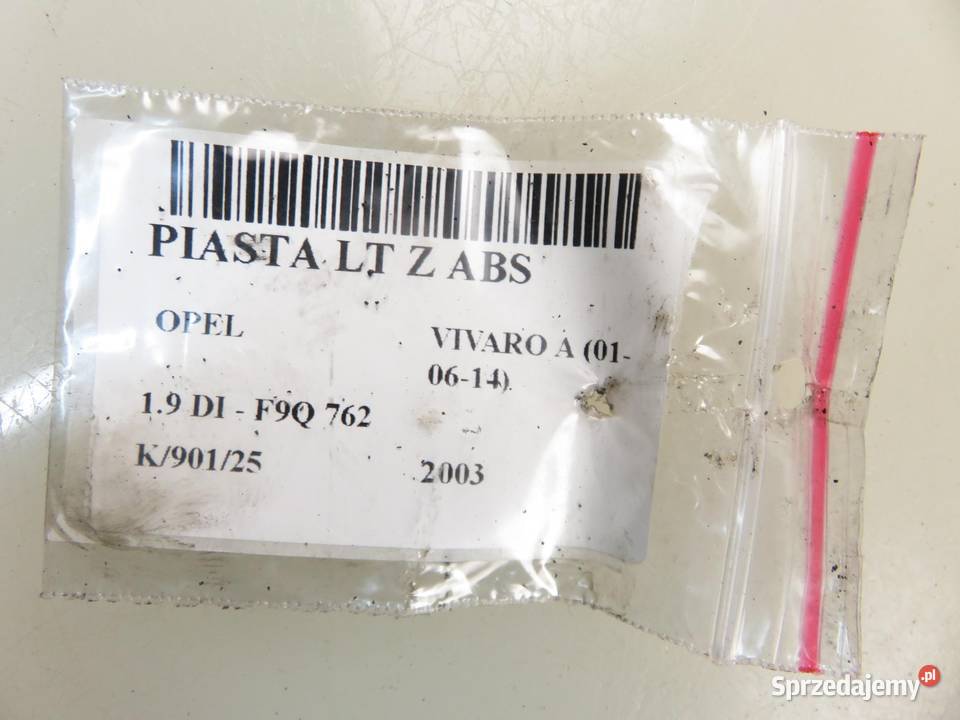 PIASTA LT Z ABS
OPEL
VIVARO A (01-
06-14)
1.9 DI - F9Q 762
K/901/25
2003
Sprzedajemy.pl